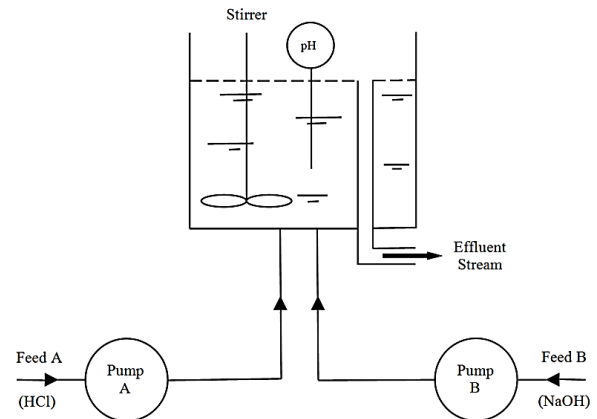 Stirrer
pH
Effluent
Stream
Feed A
(HCl)
Pump
A
Pump
B
Feed B
(NaOH)